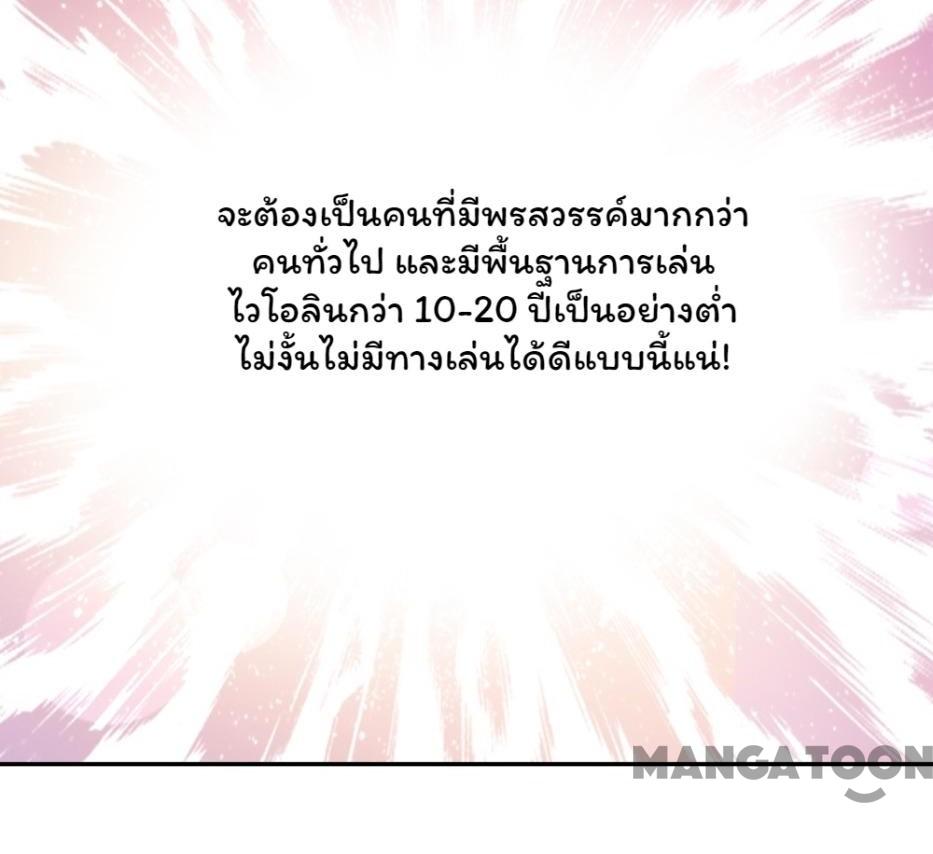 จะต้องเป็นคนที่มีพรสวรรค์มากกว่า
คนทั่วไป และมีพื้นฐานการเล่น
ไวโอลินกว่า 10-20 ปีเป็นอย่างต่ำ
ไม่งั้นไม่มีทางเล่นได้ดีแบบนี้แน่!
MANGATOON